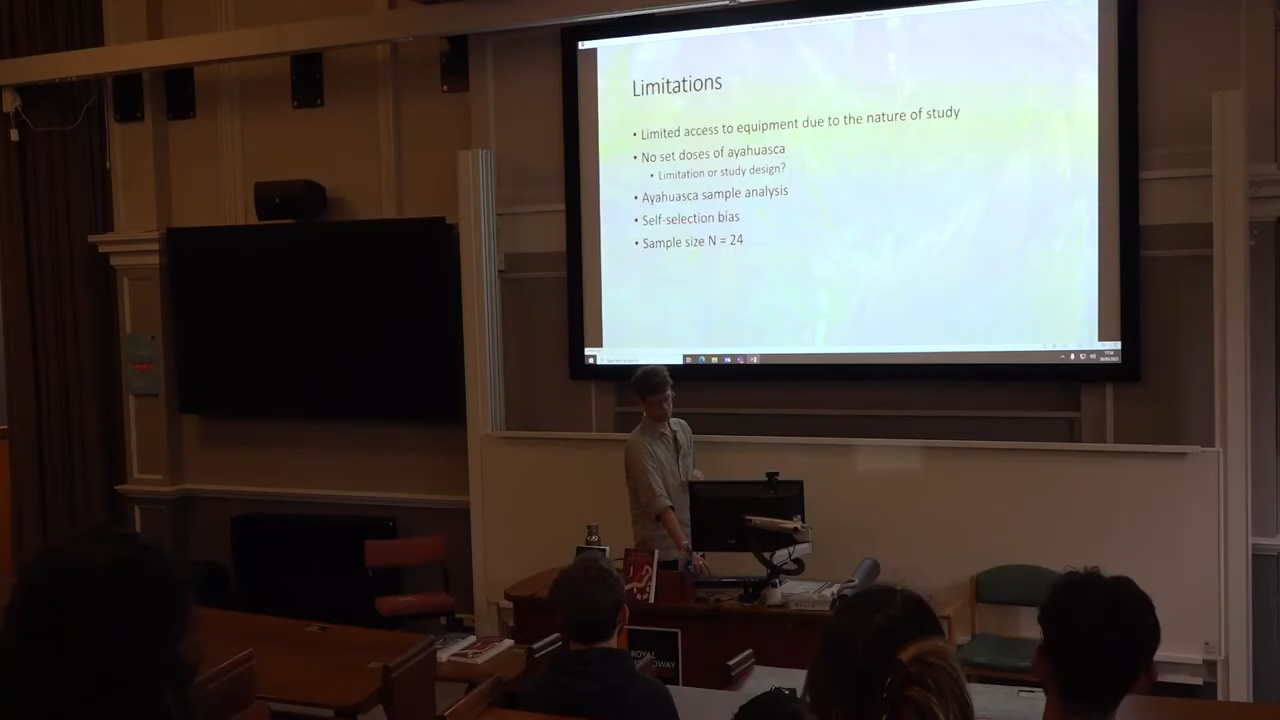 Limitations
• Limited access to equipment due to the nature of study
• No set doses of ayahuasca
• Limitation or study design?
• Ayahuasca sample analysis
• Self-selection bias
• Sample size N = 24
ROYAL